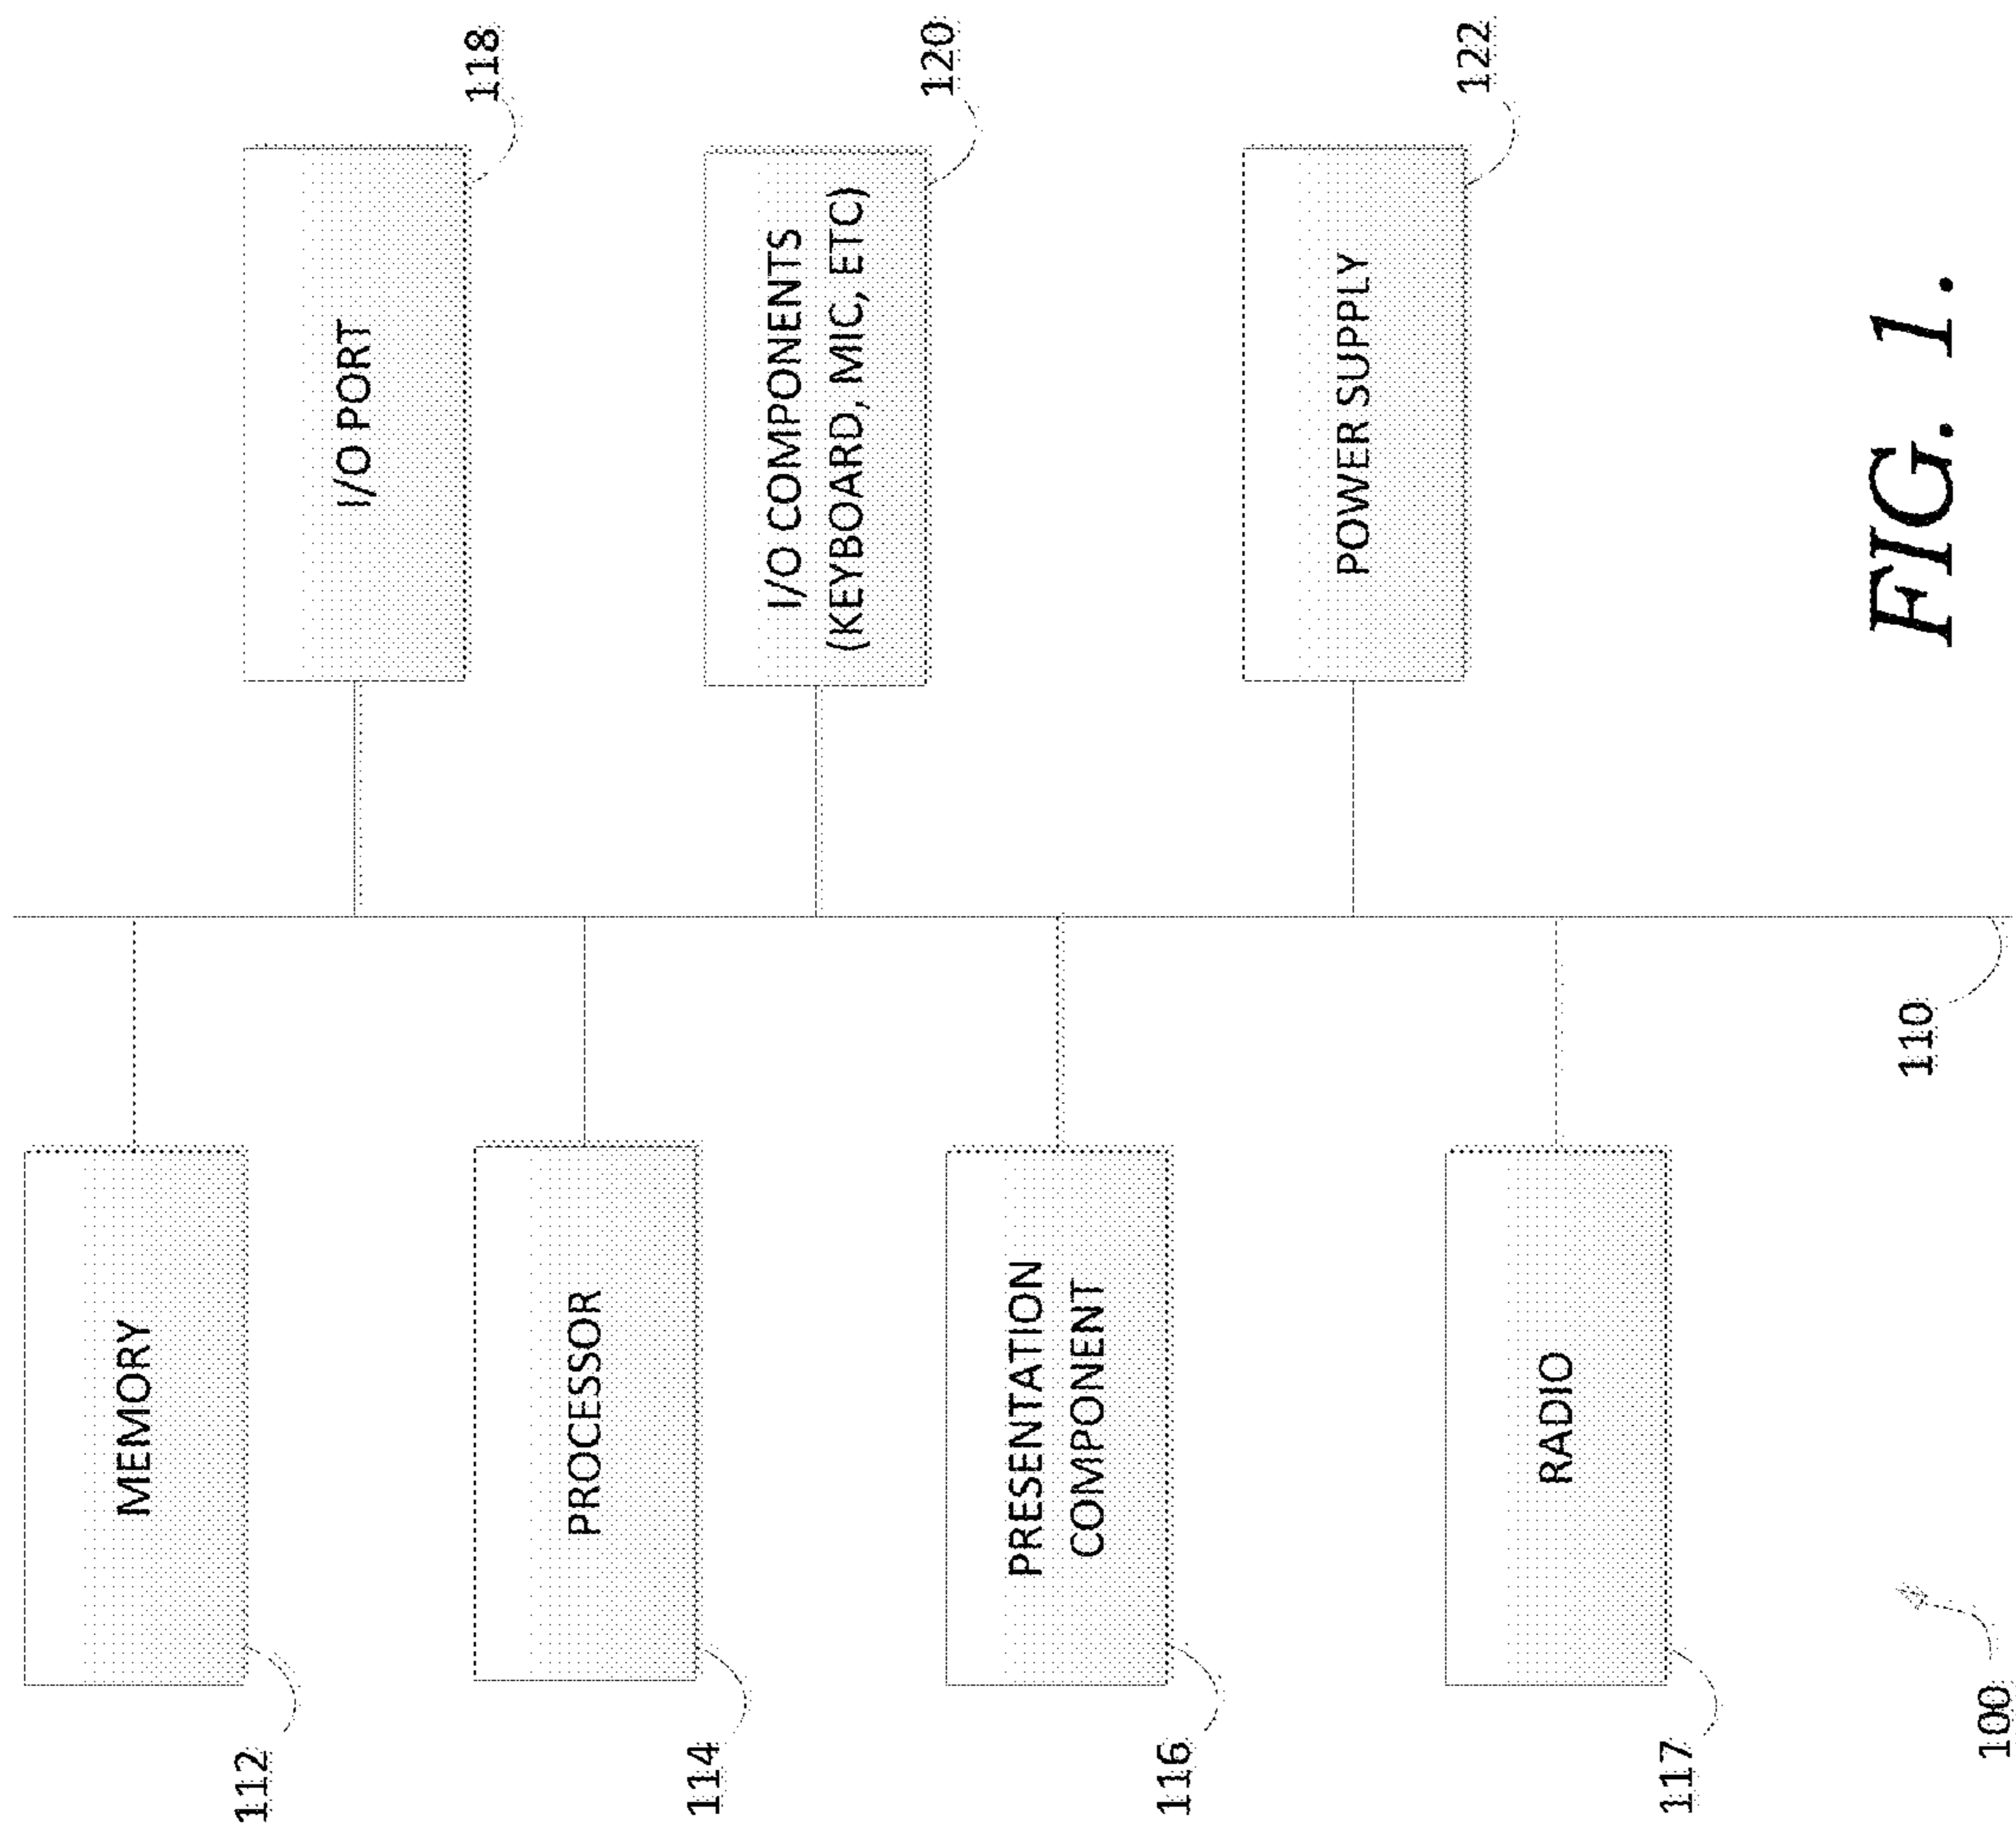 MEMORY
112
PROCESSOR
114
PRESENTATION
COMPONENT
116
RADIO
117
I/O PORT
118
I/O COMPONENTS
(KEYBOARD, MIC, ETC)
120
POWER SUPPLY
122
110
100
FIG. 1.